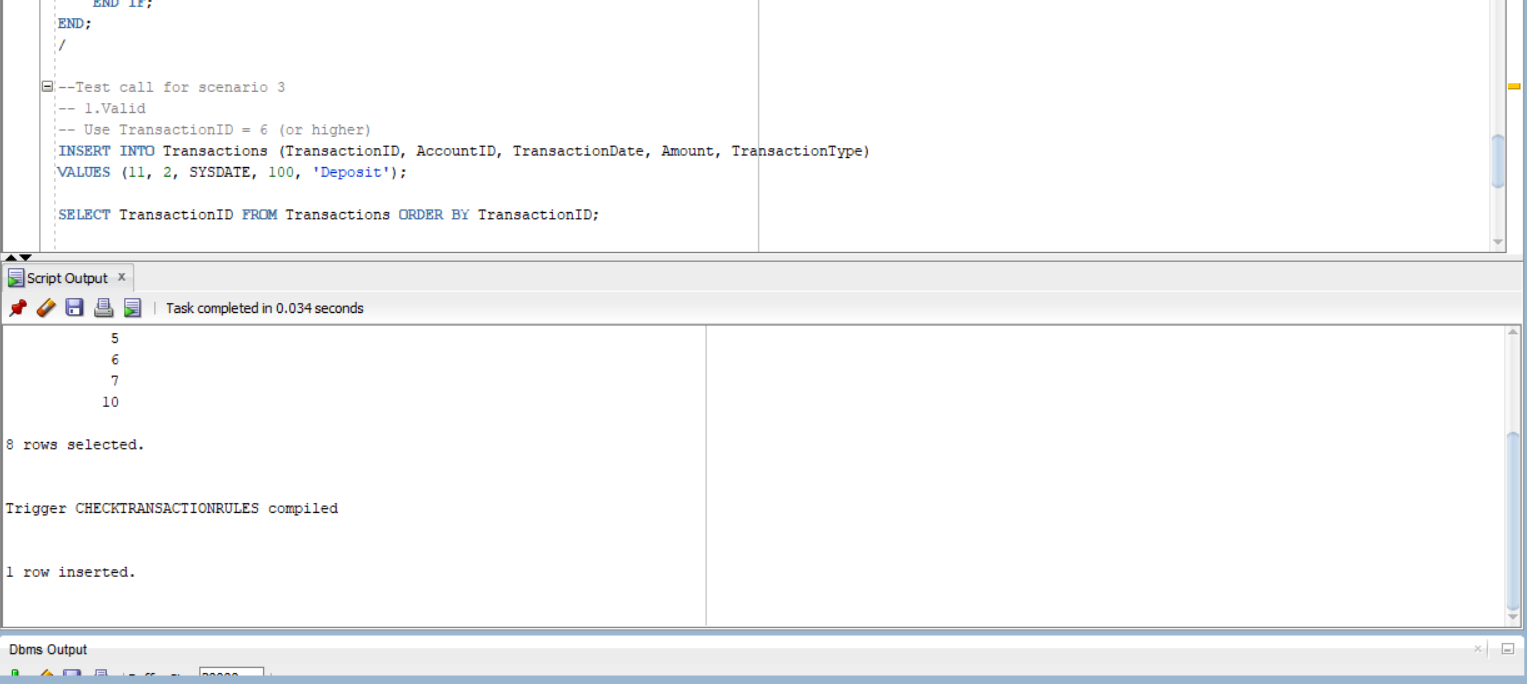 END IF;
END;
/
--Test call for scenario 3
-- 1.Valid
-- Use TransactionID = 6 (or higher)
INSERT INTO Transactions (TransactionID, AccountID, TransactionDate, Amount, TransactionType)
VALUES (11, 2, SYSDATE, 100, 'Deposit');
SELECT TransactionID FROM Transactions ORDER BY TransactionID;
Script Output x
Task completed in 0.034 seconds
5
6
7
10
8 rows selected.
Trigger CHECKTRANSACTIONRULES compiled
1 row inserted.
Dbms Output